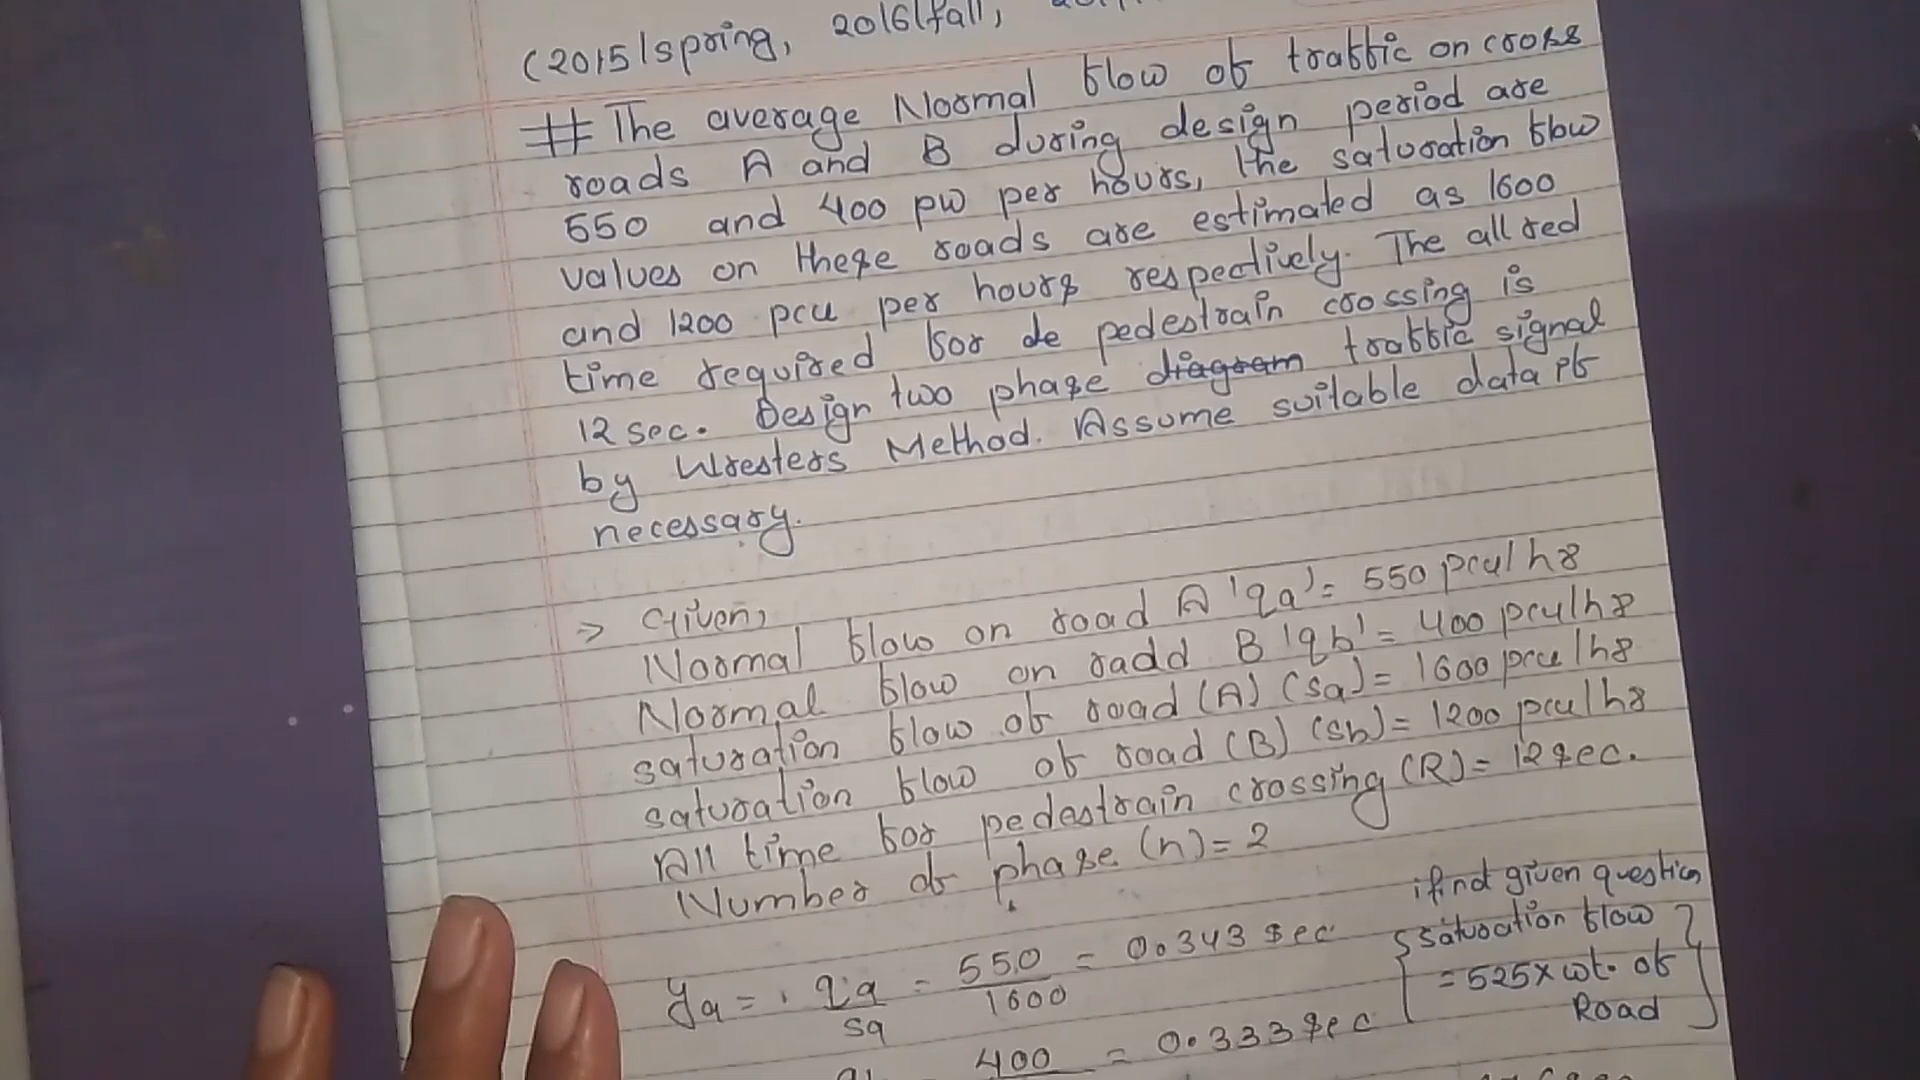 (2015/spring, 2016/fall,
# The average Normal flow of traffic on cross
roads A and B during design period are
550 and 400 pw per hours, the saturation flow
values on these roads are estimated as 1600
and 1200 pcu per hours respectively. The all red
time required for de pedestrain crossing is
12 sec. Design two phase diagram traffic signal
by Wresters Method. Assume suitable data if
necessary.
⇒ Given,
Normal flow on road A 'qa' = 550 pcu/hr
Normal flow on radd B 'qb' = 400 pcu/hr
saturation flow of road (A) (sa) = 1600 pcu/hr
saturation flow of road (B) (sb) = 1200 pcu/hr
All time for pedestrain crossing (R) = 12 sec.
Number of phase (n) = 2
ya = qa/sa = 550/1600 = 0.343 sec
400 = 0.333 sec
if not given question
{saturation flow
= 525 x wt. of
Road}